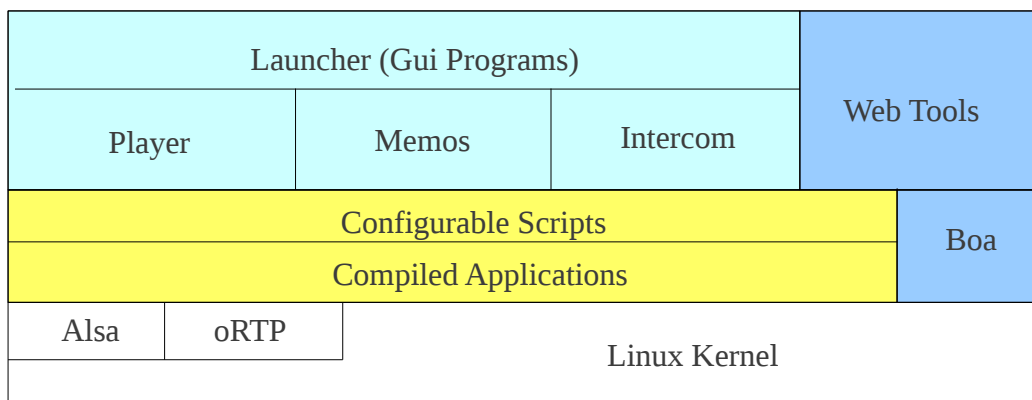 Launcher (Gui Programs)
Web Tools
Player
Memos
Intercom
Configurable Scripts
Boa
Compiled Applications
Alsa
oRTP
Linux Kernel